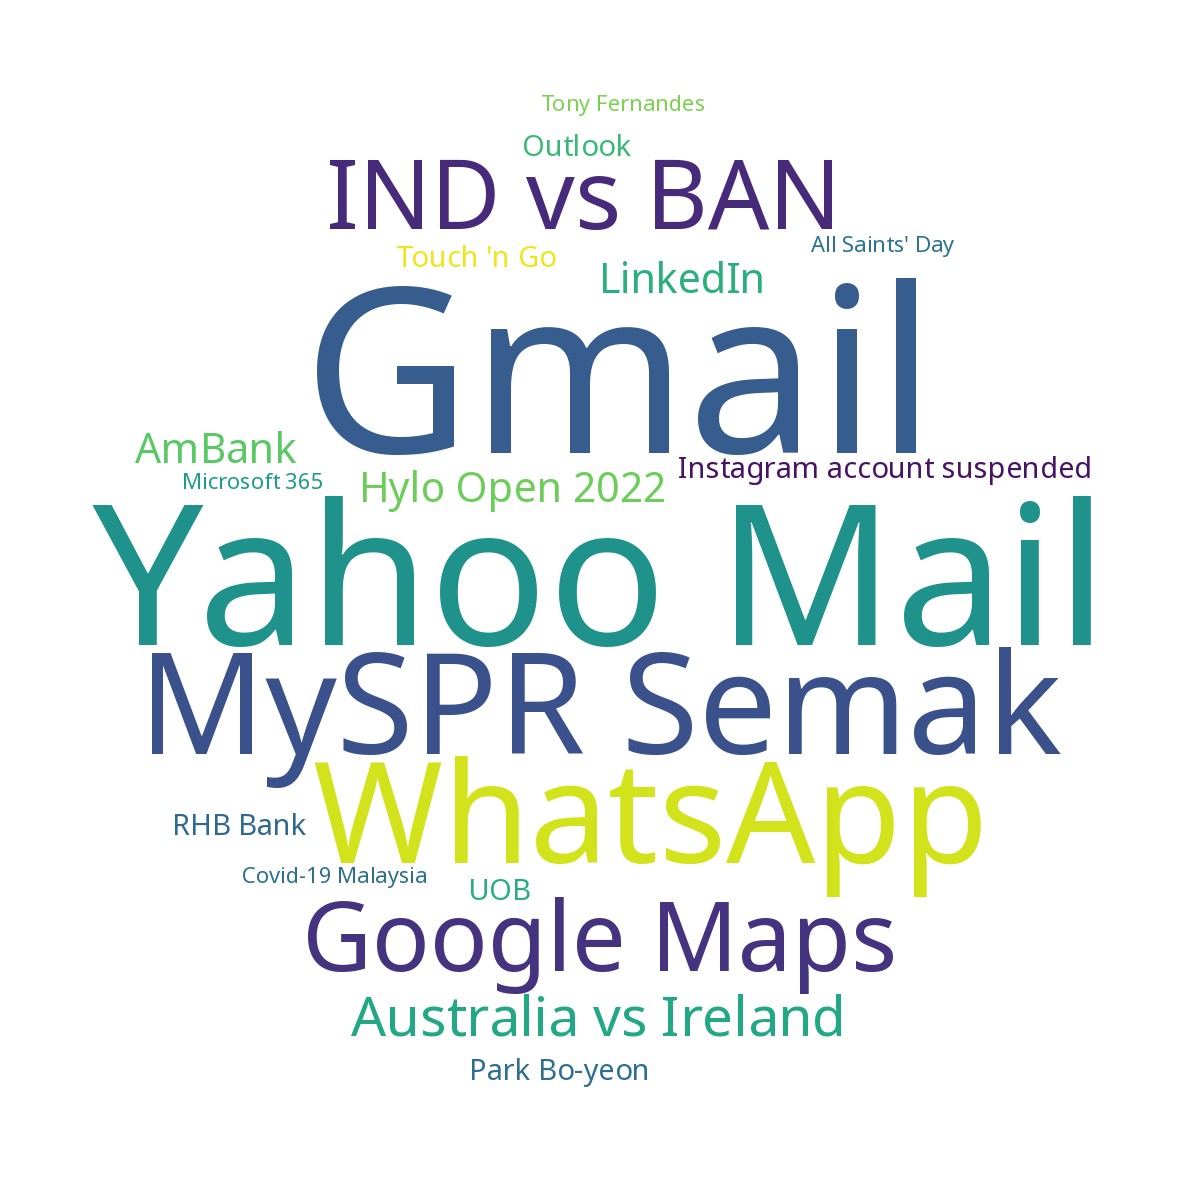 Tony Fernandes
Outlook
IND vs BAN
All Saints' Day
Touch 'n Go
LinkedIn
Gmail
AmBank
Instagram account suspended
Microsoft 365
Hylo Open 2022
Yahoo Mail
MySPR Semak
WhatsApp
RHB Bank
Covid-19 Malaysia
UOB
Google Maps
Australia vs Ireland
Park Bo-yeon